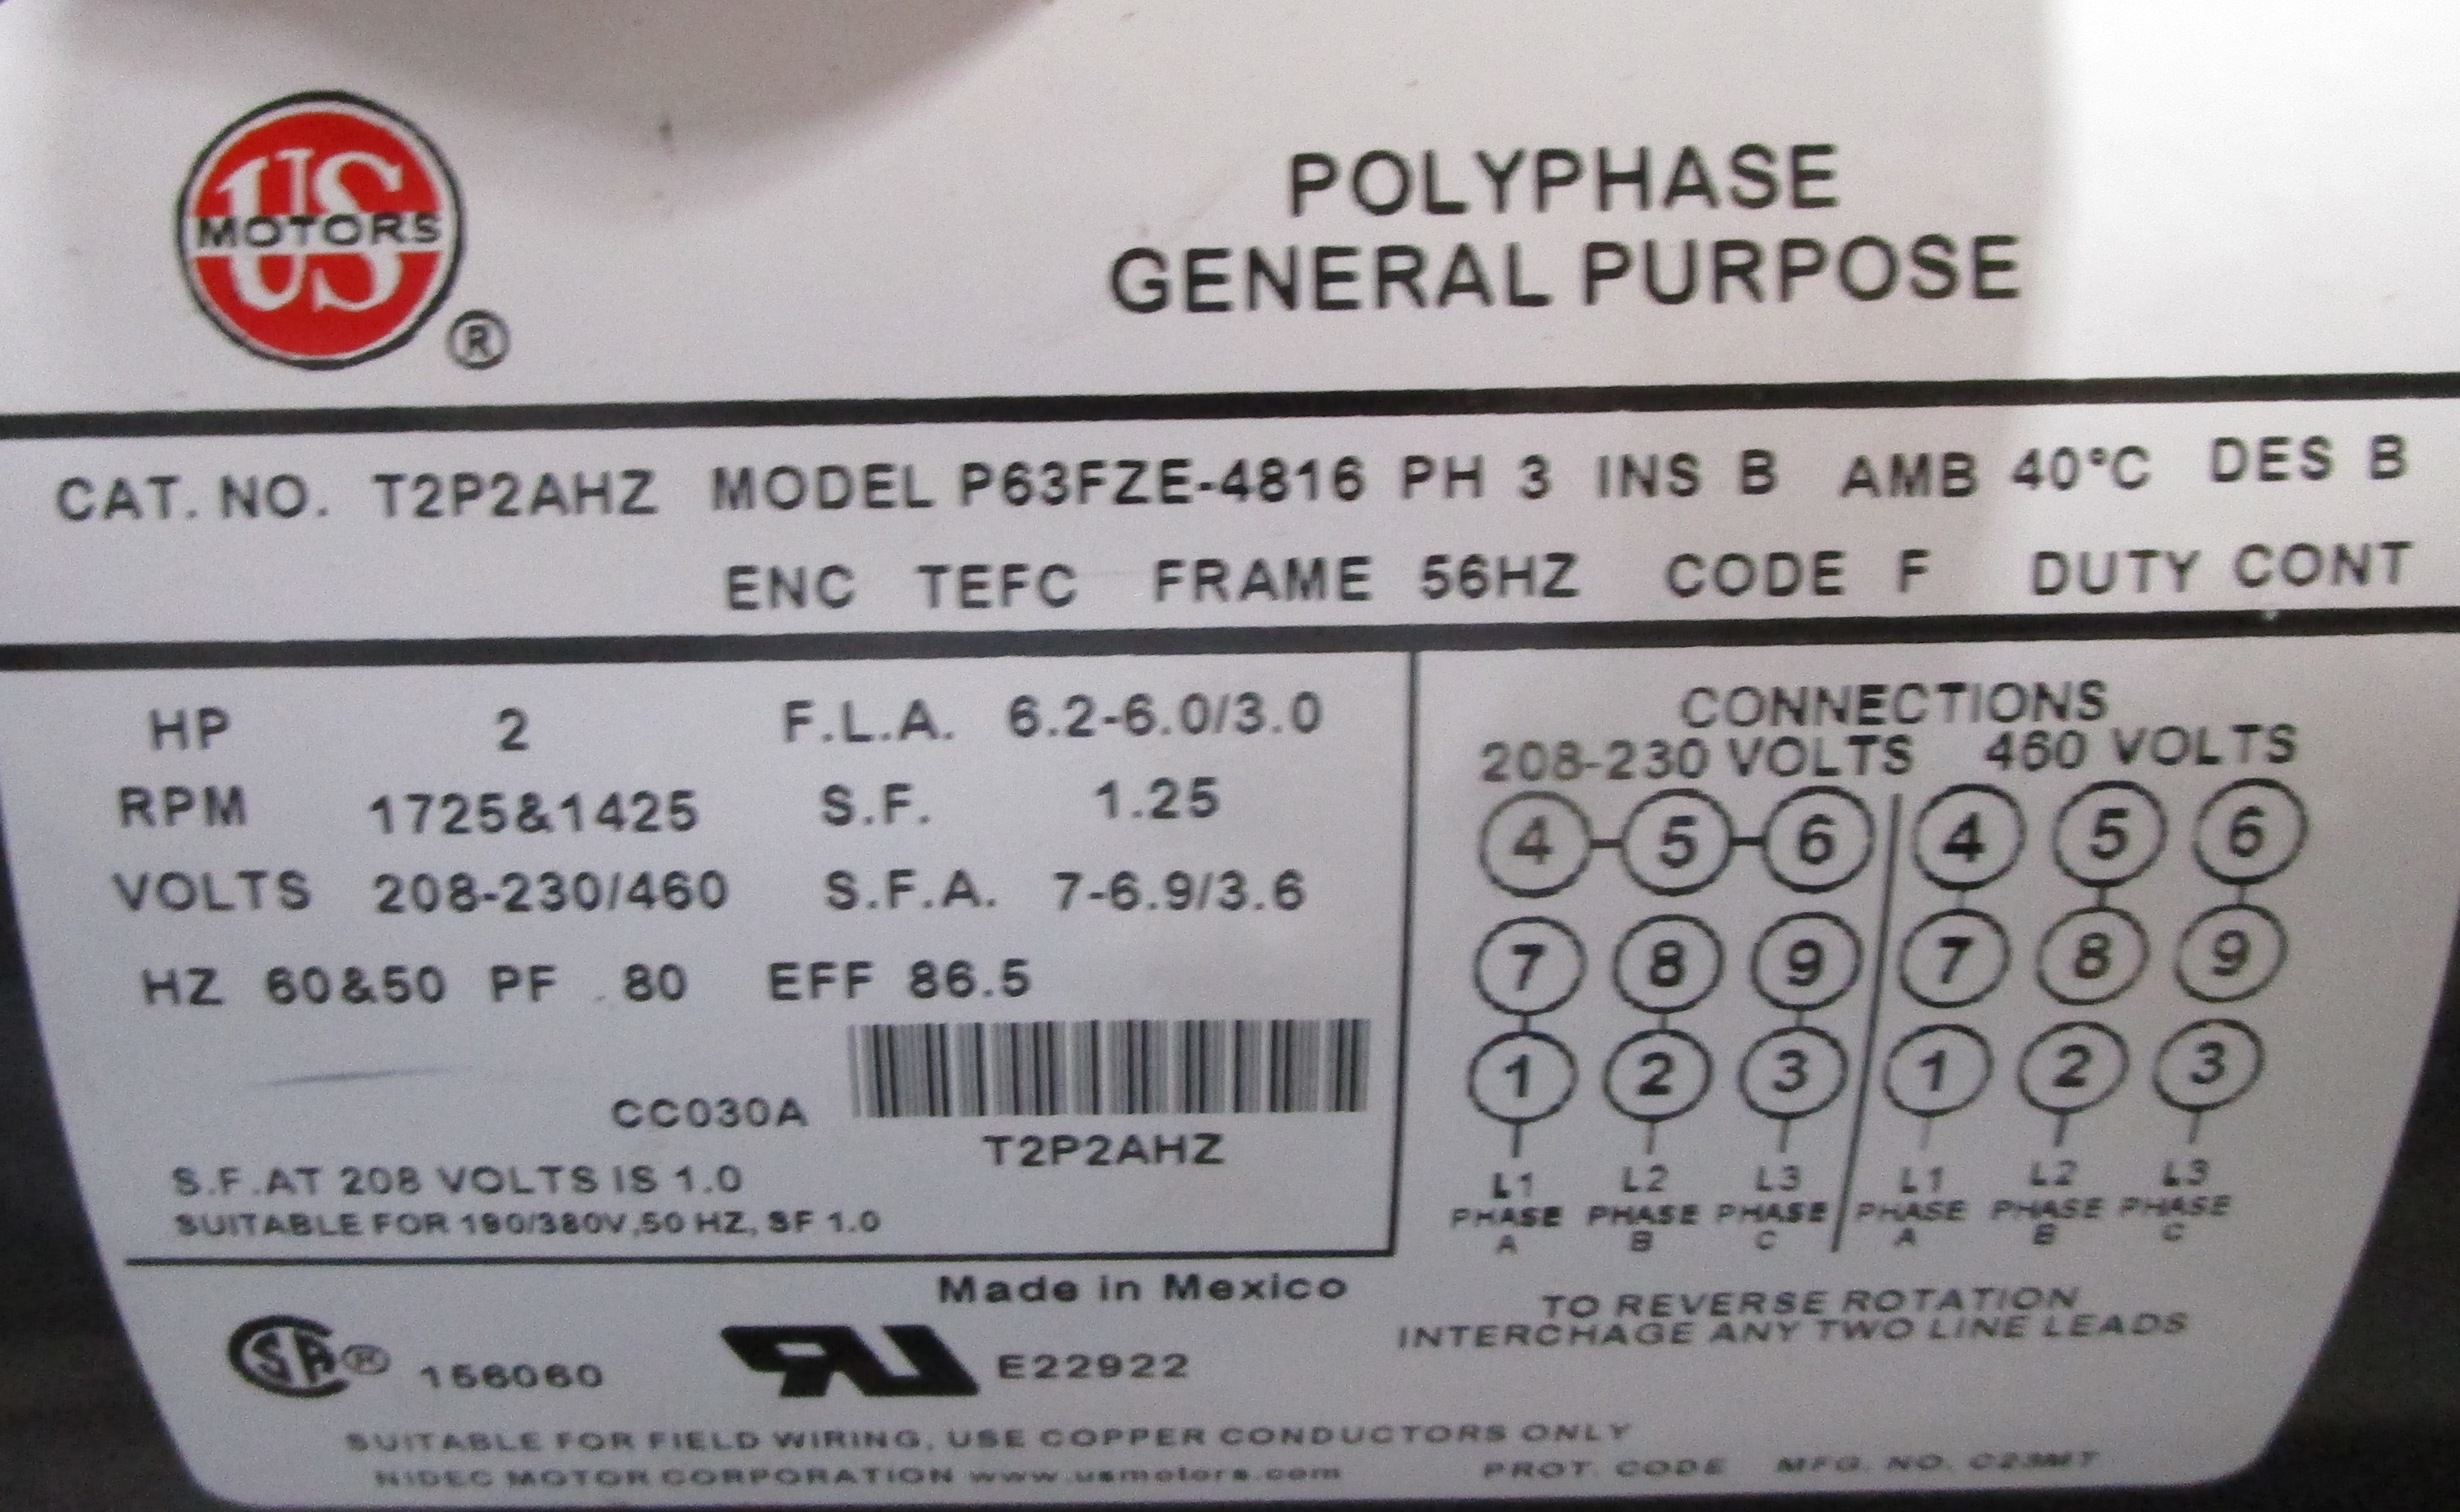 US
MOTORS
®
POLYPHASE
GENERAL PURPOSE
CAT. NO. T2P2AHZ MODEL P63FZE-4816 PH 3 INS B AMB 40°C DES B
ENC TEFC FRAME 56HZ CODE F DUTY CONT
HP 2 F.L.A. 6.2-6.0/3.0
RPM 1725&1425 S.F. 1.25
VOLTS 208-230/460 S.F.A. 7-6.9/3.6
HZ 60&50 PF .80 EFF 86.5
CC030A
T2P2AHZ
S.F.AT 208 VOLTS IS 1.0
SUITABLE FOR 190/380V,50 HZ, SF 1.0
CONNECTIONS
208-230 VOLTS 460 VOLTS
4 5 6 4 5 6
7 8 9 7 8 9
1 2 3 1 2 3
L1 L2 L3 L1 L2 L3
PHASE PHASE PHASE PHASE PHASE PHASE
A B C A B C
Made in Mexico
TO REVERSE ROTATION
INTERCHAGE ANY TWO LINE LEADS
SA ® 156060
RU E22922
SUITABLE FOR FIELD WIRING, USE COPPER CONDUCTORS ONLY
NIDEC MOTOR CORPORATION www.usmotors.com PROT. CODE MFG. NO. C23MT